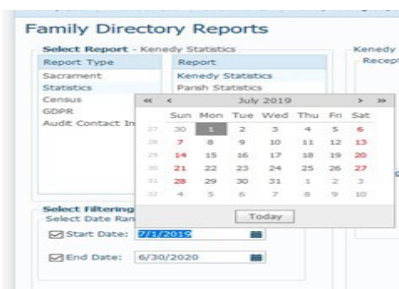 Family Directory Reports
Select Report - Kenedy Statistics
Kenedy
Report Type
Report
Recept
Sacrament
Kenedy Statistics
Statistics
Parish Statistics
Census
GDPR
Audit Contact In
« < July 2019 > »
Sun Mon Tue Wed Thu Fri Sat
27 30 1 2 3 4 5 6
28 7 8 9 10 11 12 13
29 14 15 16 17 18 19 20
30 21 22 23 24 25 26 27
31 28 29 30 31 1 2 3
32 4 5 6 7 8 9 10
Today
Select Filtering
Select Date Ran
Start Date: 7/1/2019
End Date: 6/30/2020